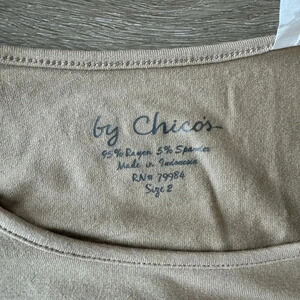 by Chico's
95% Rayon 5% Spandex
Made in Indonesia
RN# 79984
Size 2